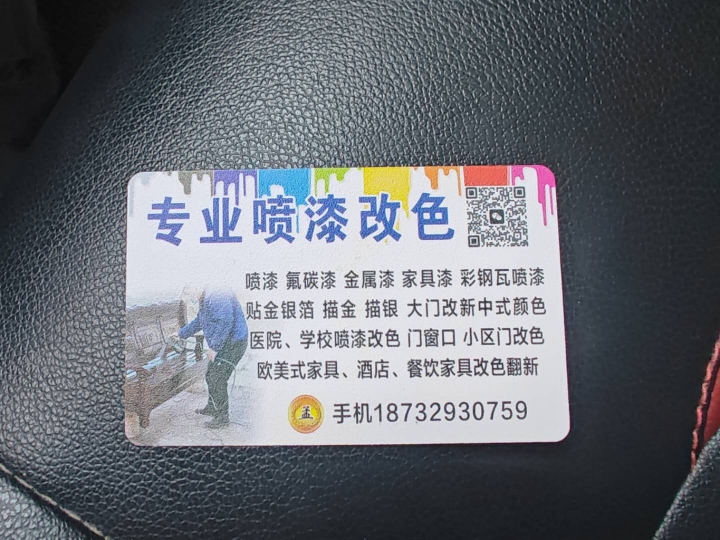 专业喷漆改色
喷漆 氟碳漆 金属漆 家具漆 彩钢瓦喷漆
贴金银箔 描金 描银 大门改新中式颜色
医院、学校喷漆改色 门窗口 小区门改色
欧美式家具、酒店、餐饮家具改色翻新
孟 手机18732930759